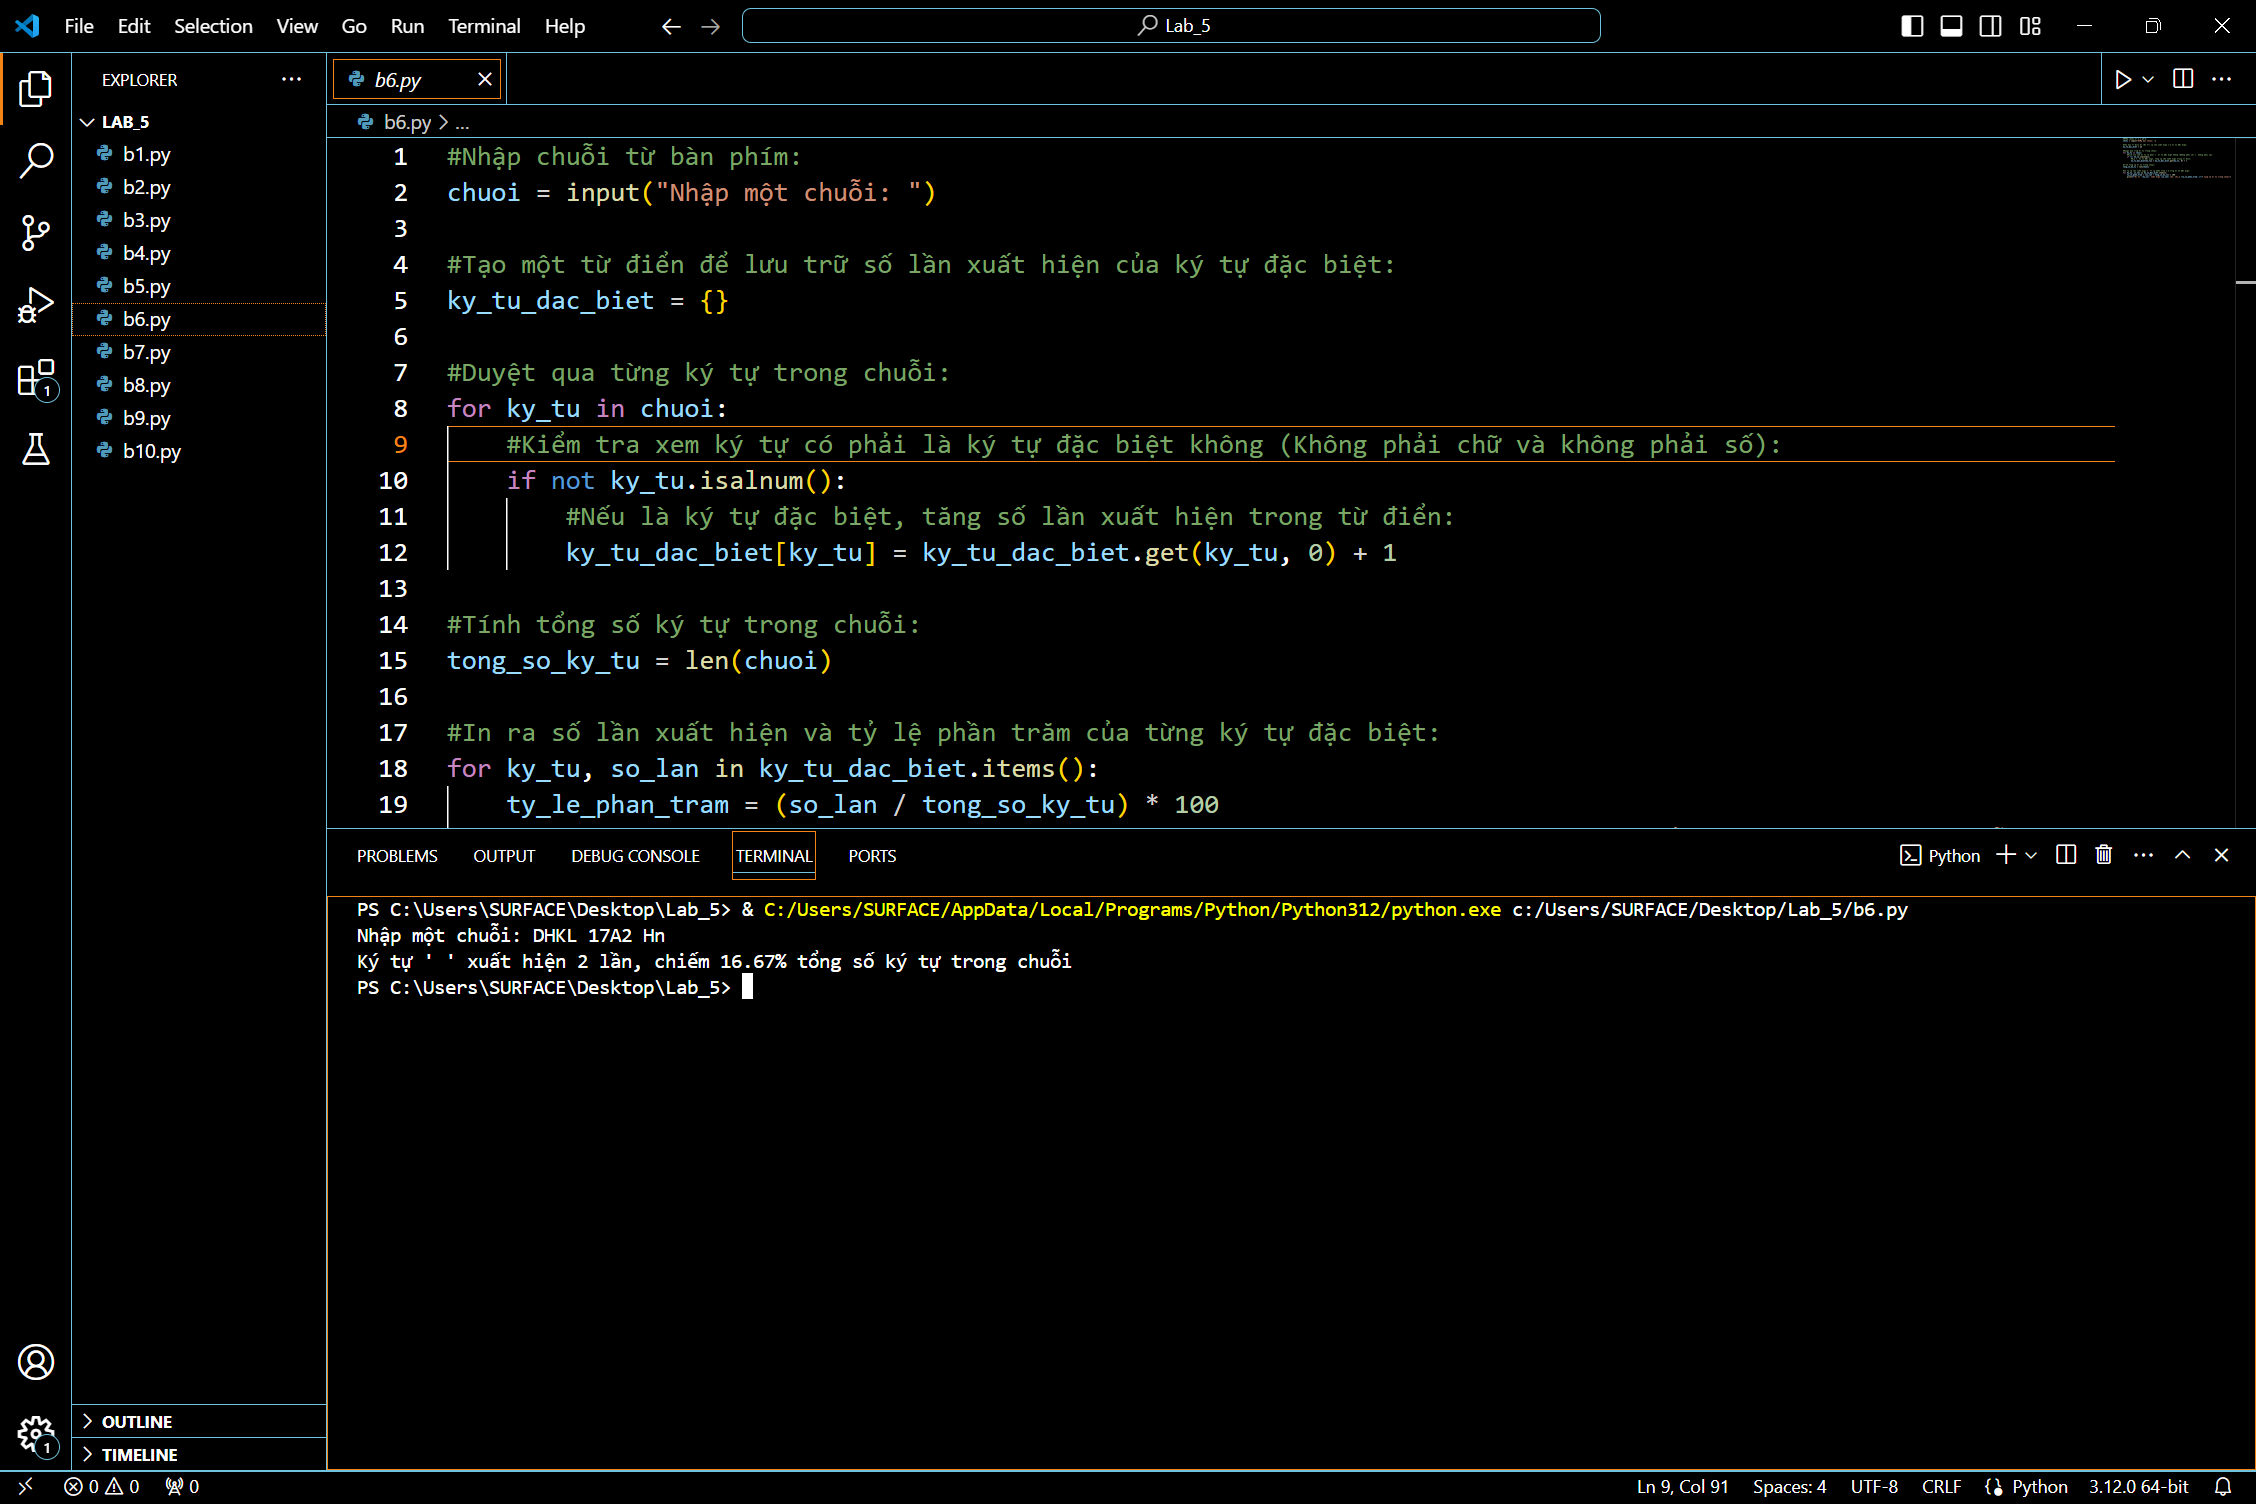 File Edit Selection View Go Run Terminal Help
Lab_5
EXPLORER
LAB_5
b1.py
b2.py
b3.py
b4.py
b5.py
b6.py
b7.py
b8.py
b9.py
b10.py
OUTLINE
TIMELINE
1
1
b6.py
b6.py > ...
1 #Nhập chuỗi từ bàn phím:
2 chuoi = input("Nhập một chuỗi: ")
3
4 #Tạo một từ điển để lưu trữ số lần xuất hiện của ký tự đặc biệt:
5 ky_tu_dac_biet = {}
6
7 #Duyệt qua từng ký tự trong chuỗi:
8 for ky_tu in chuoi:
9 #Kiểm tra xem ký tự có phải là ký tự đặc biệt không (Không phải chữ và không phải số):
10 if not ky_tu.isalnum():
11 #Nếu là ký tự đặc biệt, tăng số lần xuất hiện trong từ điển:
12 ky_tu_dac_biet[ky_tu] = ky_tu_dac_biet.get(ky_tu, 0) + 1
13
14 #Tính tổng số ký tự trong chuỗi:
15 tong_so_ky_tu = len(chuoi)
16
17 #In ra số lần xuất hiện và tỷ lệ phần trăm của từng ký tự đặc biệt:
18 for ky_tu, so_lan in ky_tu_dac_biet.items():
19 ty_le_phan_tram = (so_lan / tong_so_ky_tu) * 100
PROBLEMS OUTPUT DEBUG CONSOLE TERMINAL PORTS
Python
PS C:\Users\SURFACE\Desktop\Lab_5> & C:/Users/SURFACE/AppData/Local/Programs/Python/Python312/python.exe c:/Users/SURFACE/Desktop/Lab_5/b6.py
Nhập một chuỗi: DHKL 17A2 Hn
Ký tự ' ' xuất hiện 2 lần, chiếm 16.67% tổng số ký tự trong chuỗi
PS C:\Users\SURFACE\Desktop\Lab_5>
0 0 0
Ln 9, Col 91 Spaces: 4 UTF-8 CRLF Python 3.12.0 64-bit